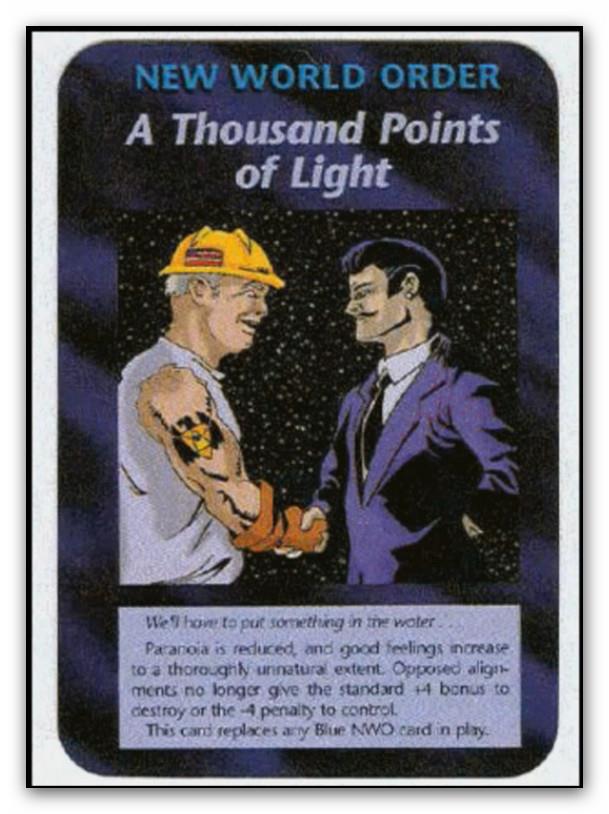 NEW WORLD ORDER
A Thousand Points
of Light
We'll have to put something in the water . . .
Paranoia is reduced, and good feelings increase
to a thoroughly unnatural extent. Opposed align-
ments no longer give the standard +4 bonus to
destroy or the -4 penalty to control.
This card replaces any Blue NWO card in play.